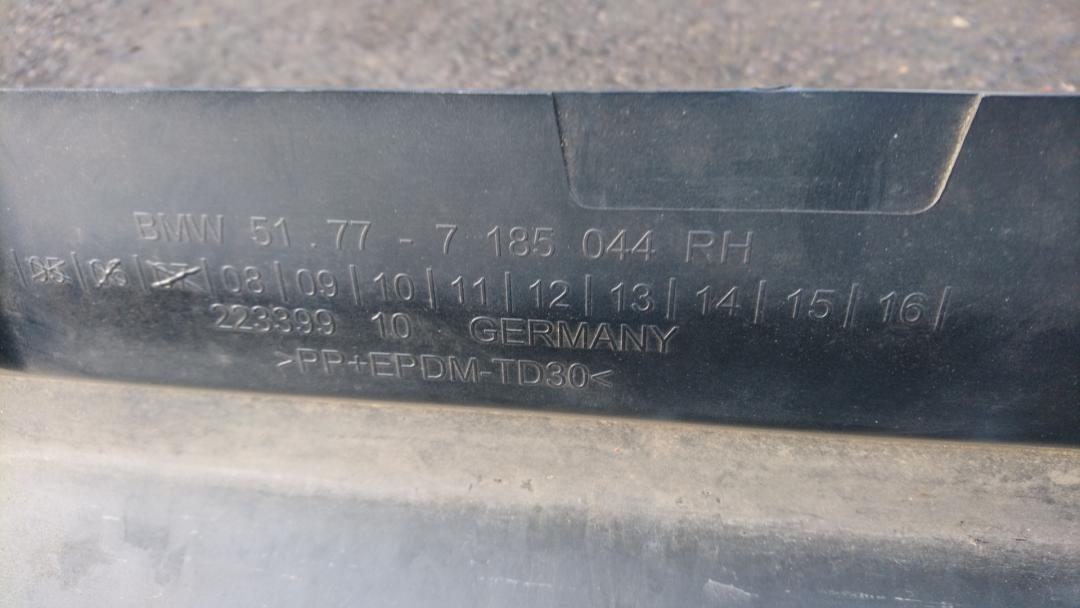 BMW 51.77 - 7 185 044 RH
|05|06|07|08|09|10|11|12|13|14|15|16|
223399 10 GERMANY
>PP+EPDM-TD30<